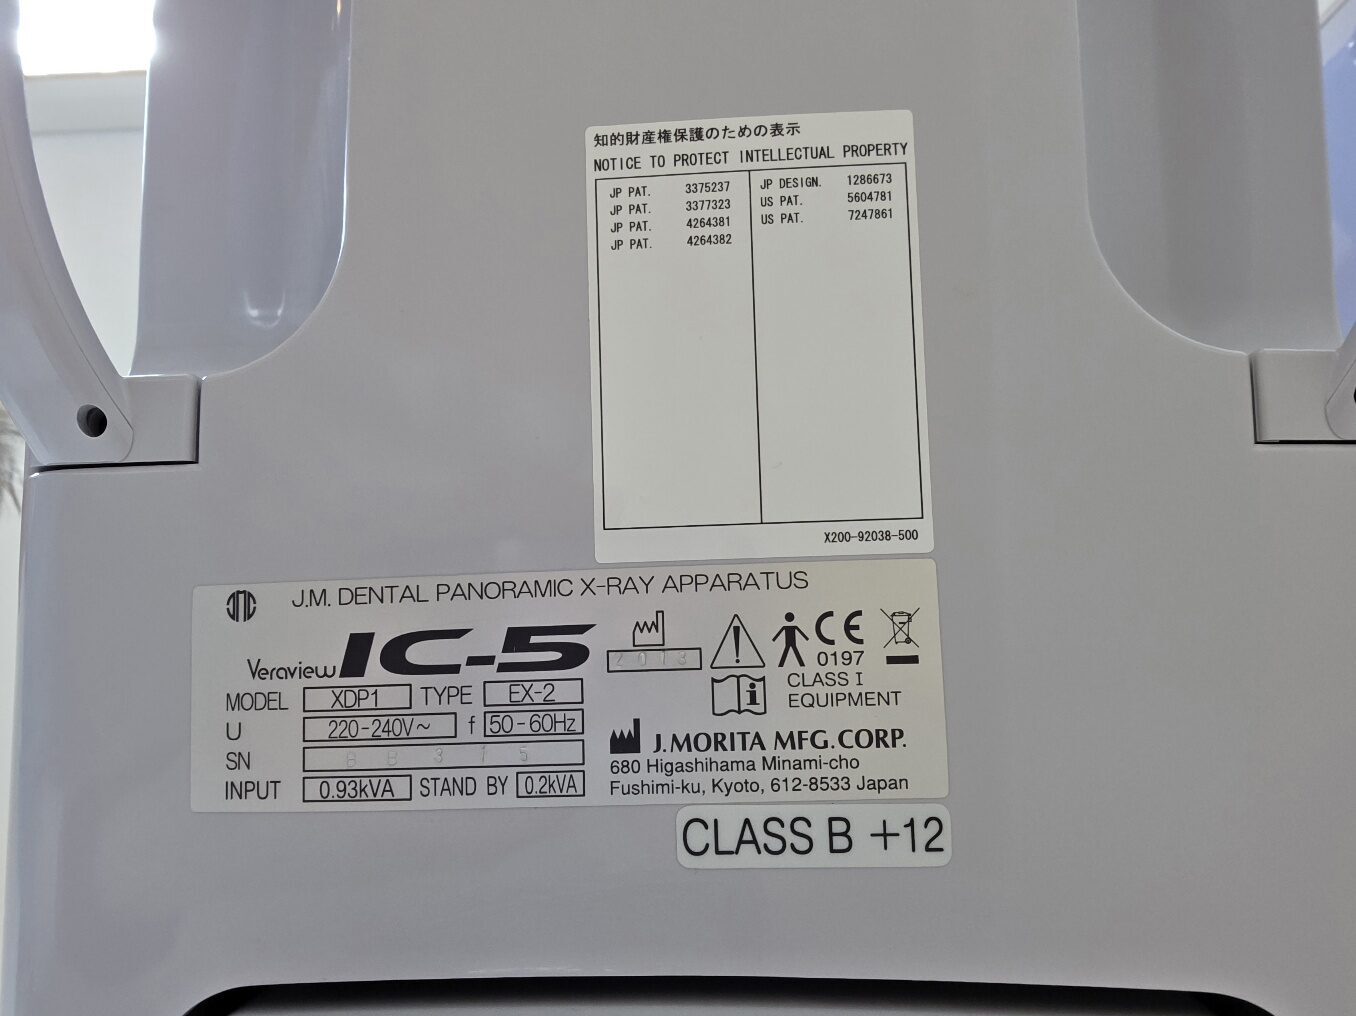 知的財産権保護のための表示
NOTICE TO PROTECT INTELLECTUAL PROPERTY
JP PAT. 3375237
JP PAT. 3377323
JP PAT. 4264381
JP PAT. 4264382
JP DESIGN. 1286673
US PAT. 5604781
US PAT. 7247861
X200-92038-500
J.M. DENTAL PANORAMIC X-RAY APPARATUS
Veraview IC-5
MODEL XDP1 TYPE EX-2
U 220-240V~ f 50-60Hz
SN
INPUT 0.93kVA STAND BY 0.2kVA
2013
CE
0197
CLASS I
EQUIPMENT
J.MORITA MFG.CORP.
680 Higashihama Minami-cho
Fushimi-ku, Kyoto, 612-8533 Japan
CLASS B +12